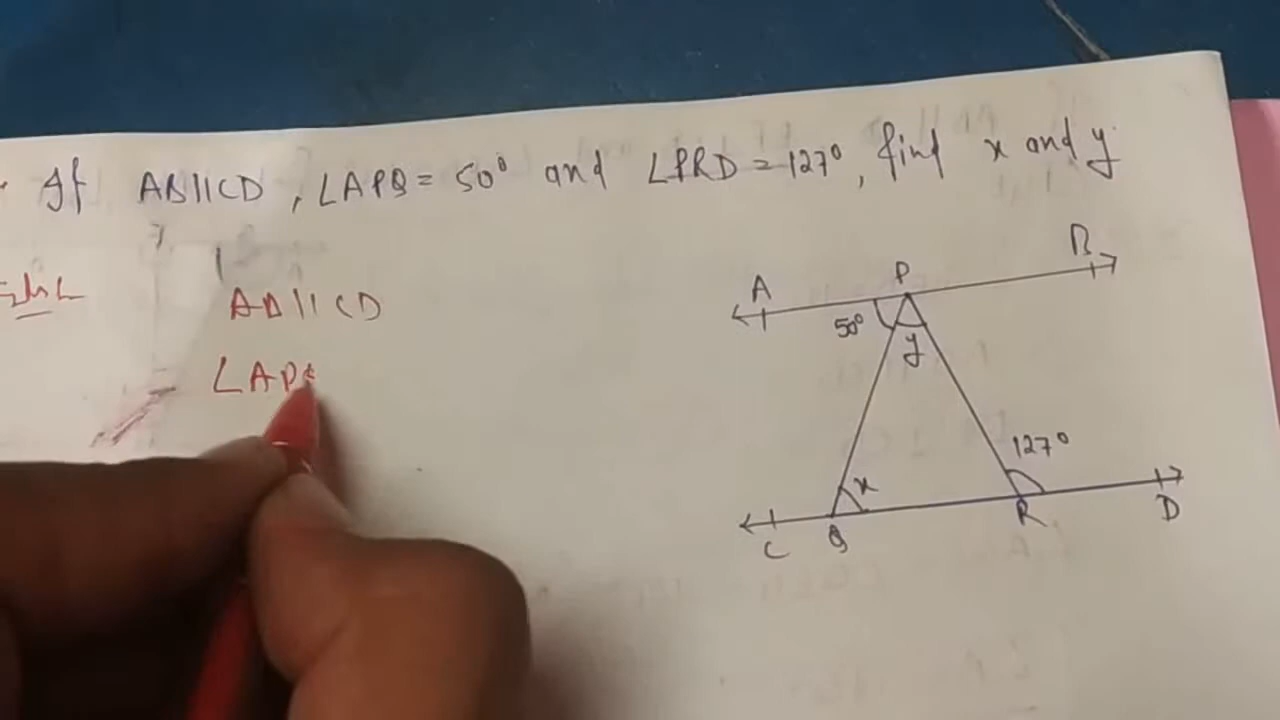 If AB||CD, ∠APQ = 50° and ∠PRD = 127°, find x and y.
AB||CD
∠APQ
A
P
B
50°
y
x
127°
C
Q
R
D